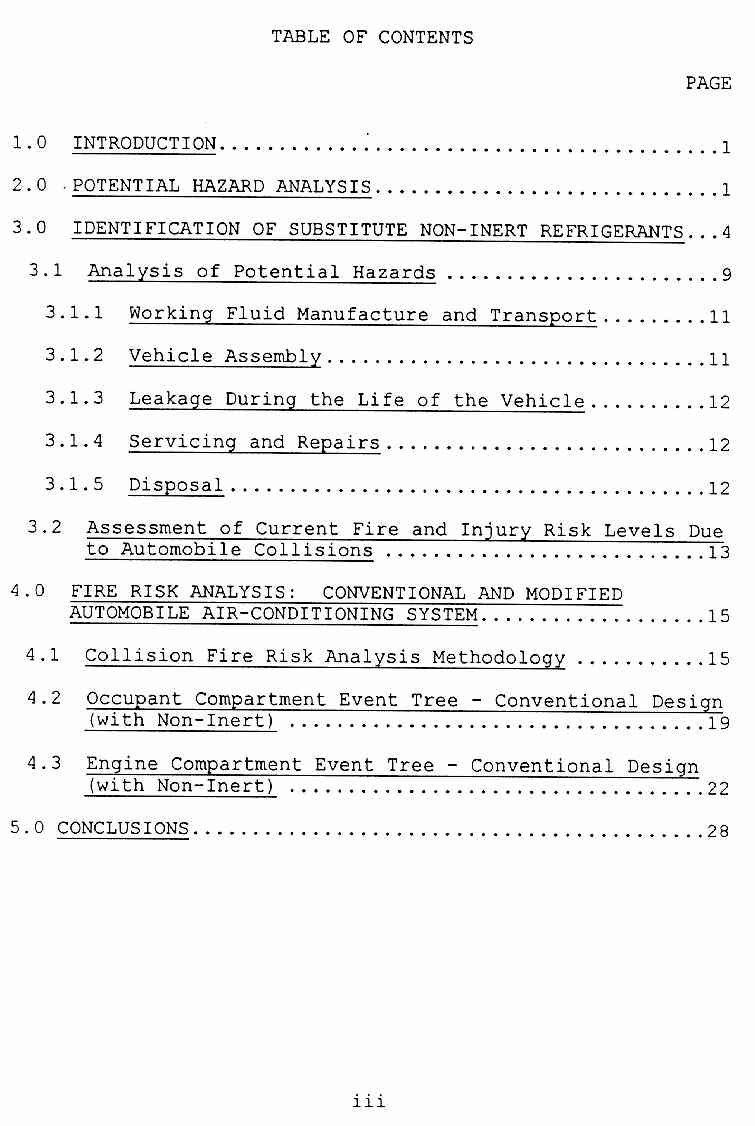 TABLE OF CONTENTS
PAGE
1.0 INTRODUCTION..........................................1
2.0 POTENTIAL HAZARD ANALYSIS.............................1
3.0 IDENTIFICATION OF SUBSTITUTE NON-INERT REFRIGERANTS...4
3.1 Analysis of Potential Hazards .......................9
3.1.1 Working Fluid Manufacture and Transport.........11
3.1.2 Vehicle Assembly................................11
3.1.3 Leakage During the Life of the Vehicle..........12
3.1.4 Servicing and Repairs...........................12
3.1.5 Disposal........................................12
3.2 Assessment of Current Fire and Injury Risk Levels Due
to Automobile Collisions ...........................13
4.0 FIRE RISK ANALYSIS: CONVENTIONAL AND MODIFIED
AUTOMOBILE AIR-CONDITIONING SYSTEM...................15
4.1 Collision Fire Risk Analysis Methodology ...........15
4.2 Occupant Compartment Event Tree - Conventional Design
(with Non-Inert) ...................................19
4.3 Engine Compartment Event Tree - Conventional Design
(with Non-Inert) ...................................22
5.0 CONCLUSIONS...........................................28
iii